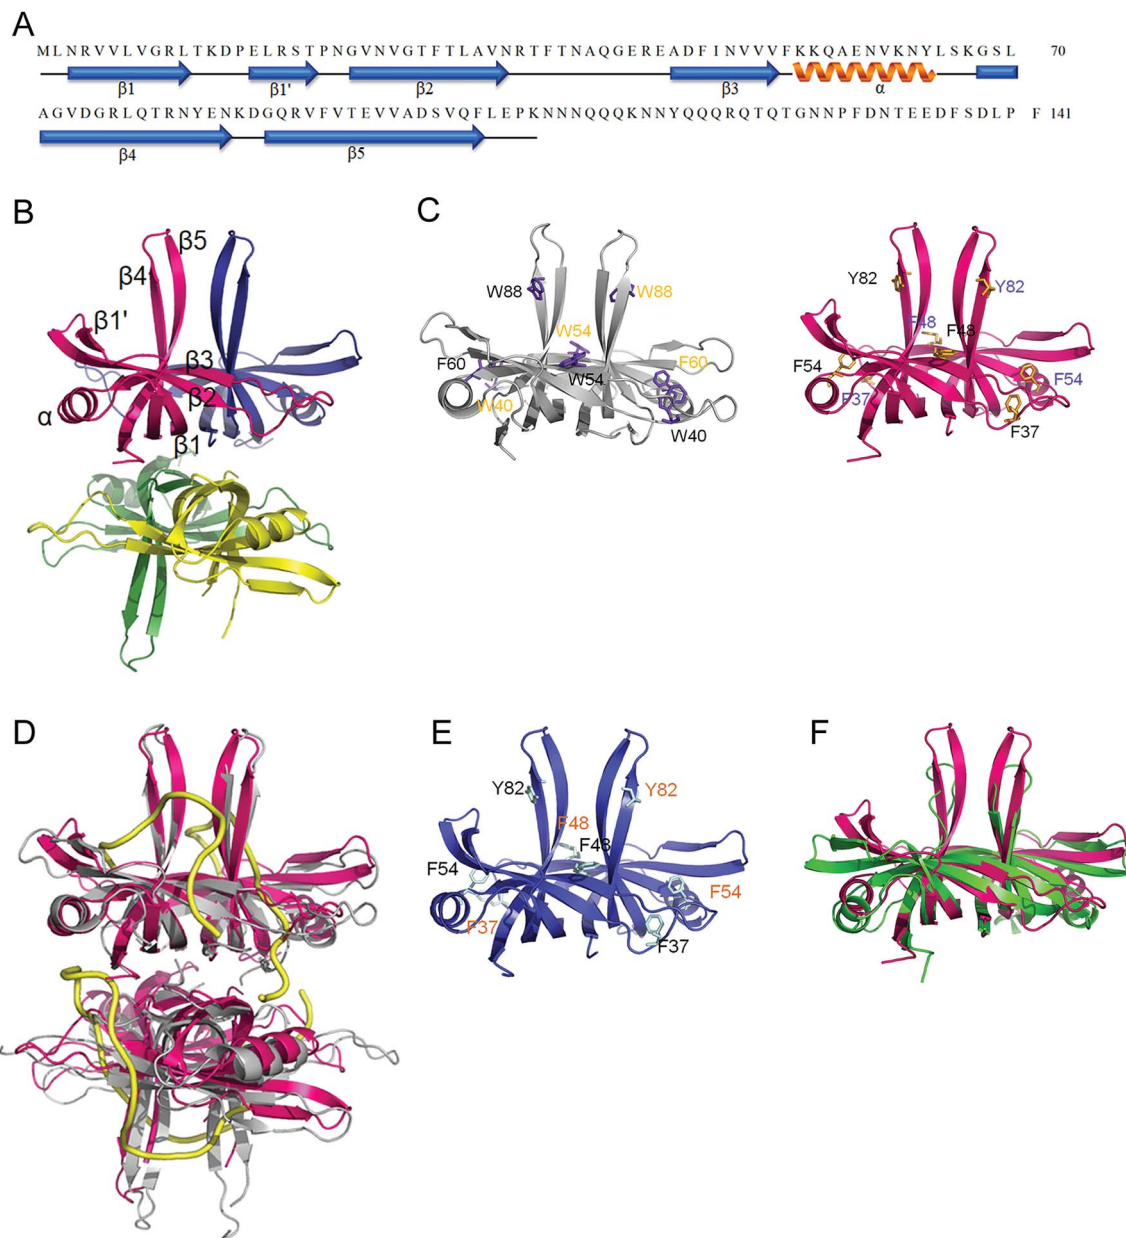 A
M L N R V V L V G R L T K D P E L R S T P N G V N V G T F T L A V N R T F T N A Q G E R E A D F I N V V V F K K Q A E N V K N Y L S K G S L 70
β1 β1' β2 β3 α
A G V D G R L Q T R N Y E N K D G Q R V F V T E V V A D S V Q F L E P K N N N Q Q Q K N N Y Q Q Q R Q T Q T G N N P F D N T E E D F S D L P F 141
β4 β5
B
β5
β4
β1'
β3
β2
α
β1
C
W88 W88
W54
F60 W54 F60
W40
W40
Y82 Y82
F48 F48
F54 F54
F37
F37
D
E
Y82 Y82
F48
F48
F54 F54
F37
F37
F